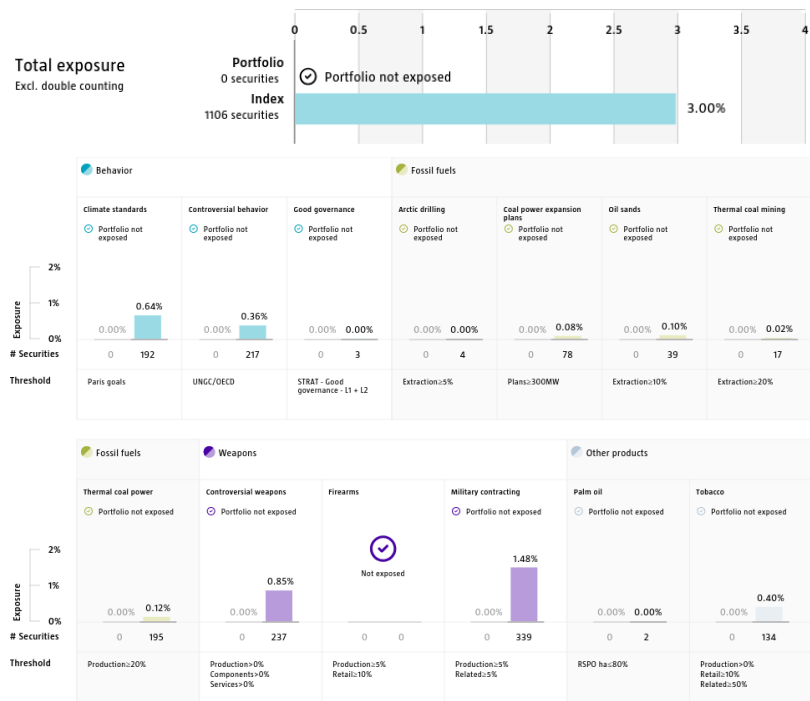 0 0.5 1 1.5 2 2.5 3 3.5 4
Total exposure
Excl. double counting
Portfolio
0 securities
Portfolio not exposed
Index
1106 securities
3.00%
Behavior Fossil fuels
Climate standards Controversial behavior Good governance Arctic drilling Coal power expansion plans Oil sands Thermal coal mining
Portfolio not exposed Portfolio not exposed Portfolio not exposed Portfolio not exposed Portfolio not exposed Portfolio not exposed Portfolio not exposed
Exposure
2%
1%
0%
0.00% 0.64% 0.00% 0.36% 0.00% 0.00% 0.00% 0.00% 0.00% 0.08% 0.00% 0.10% 0.00% 0.02%
# Securities 0 192 0 217 0 3 0 4 0 78 0 39 0 17
Threshold Paris goals UNGC/OECD STRAT - Good governance - L1 + L2 Extraction≥5% Plans≥300MW Extraction≥10% Extraction≥20%
Fossil fuels Weapons Other products
Thermal coal power Controversial weapons Firearms Military contracting Palm oil Tobacco
Portfolio not exposed Portfolio not exposed Portfolio not exposed Portfolio not exposed Portfolio not exposed
Not exposed
Exposure
2%
1%
0%
0.00% 0.12% 0.00% 0.85% 0.00% 1.48% 0.00% 0.00% 0.00% 0.40%
# Securities 0 195 0 237 0 0 0 339 0 2 0 134
Threshold Production≥20% Production>0% Production≥5% Production≥5% RSPO ha≤80% Production>0%
Components>0% Retail≥10% Related≥5% Retail≥10%
Services>0% Related≥50%